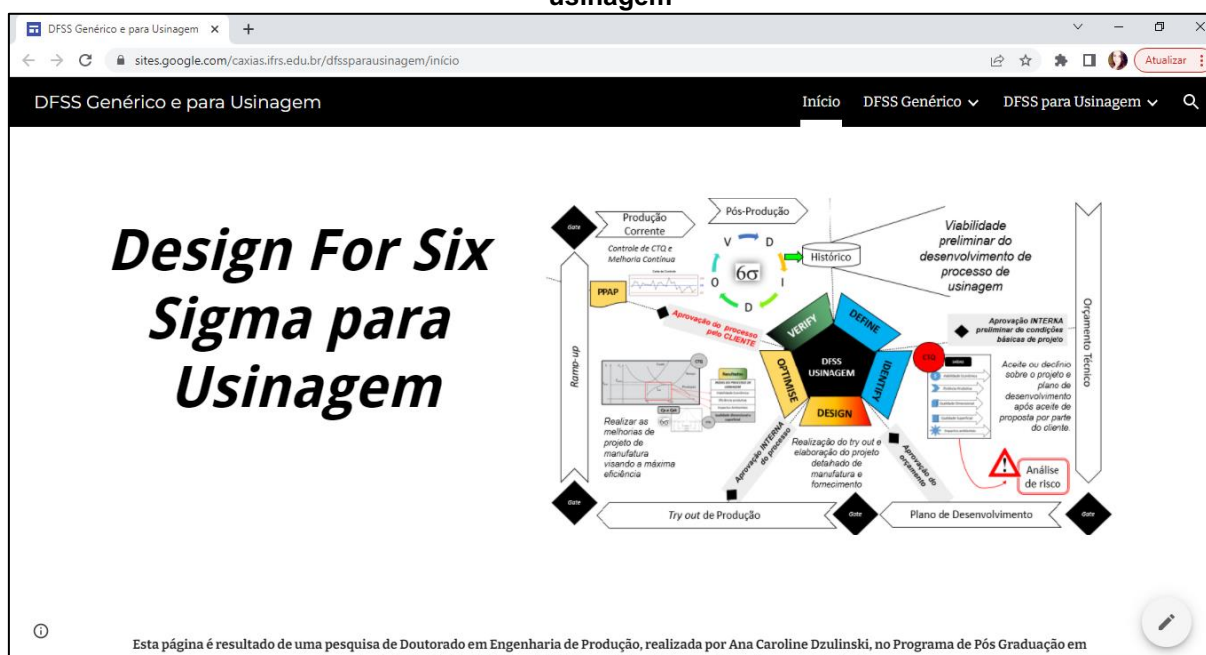 usinagem
DFSS Genérico e para Usinagem
sites.google.com/caxias.ifrs.edu.br/dfssparausinagem/início
Atualizar
DFSS Genérico e para Usinagem
Início
DFSS Genérico
DFSS para Usinagem
Design For Six
Sigma para
Usinagem
Gate
Produção
Corrente
Pós-Produção
Controle de CTQ e
Melhoria Contínua
V
D
I
D
O
6σ
Histórico
Viabilidade
preliminar do
desenvolvimento de
processo de
usinagem
PPAP
Aprovação do processo
pelo CLIENTE
VERIFY
DEFINE
IDENTIFY
DESIGN
OPTIMISE
DFSS
USINAGEM
Aprovação INTERNA
preliminar de condições
básicas de projeto
Orçamento Técnico
Ramp-up
CTQ
Aceite ou declínio
sobre o projeto e
plano de
desenvolvimento
após aceite de
proposta por parte
do cliente.
Realizar as
melhorias de
projeto de
manufatura
visando a máxima
eficiência
6σ
Aprovação INTERNA
do processo
Realização do try out e
elaboração do projeto
detalhado de
manufatura e
fornecimento
Aprovação do
orçamento
Análise
de risco
Gate
Try out de Produção
Gate
Plano de Desenvolvimento
Gate
Esta página é resultado de uma pesquisa de Doutorado em Engenharia de Produção, realizada por Ana Caroline Dzulinski, no Programa de Pós Graduação em